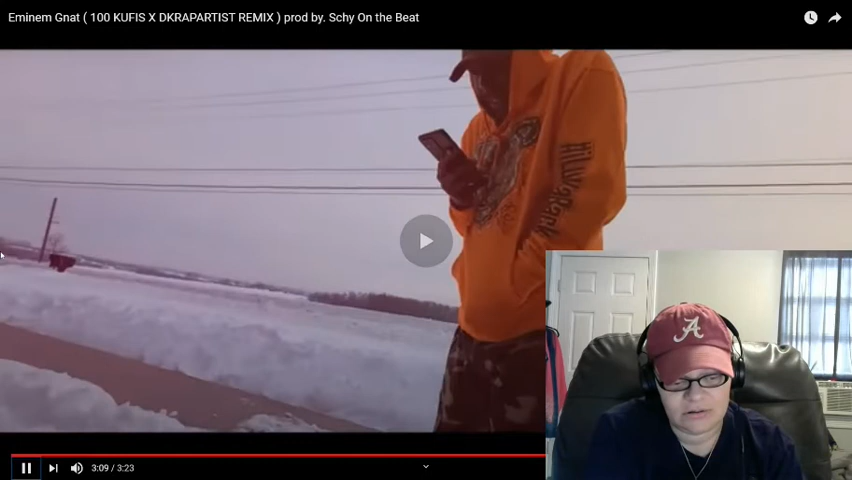 Eminem Gnat ( 100 KUFIS X DKRAPARTIST REMIX ) prod by. Schy On the Beat
A
3:09 / 3:23